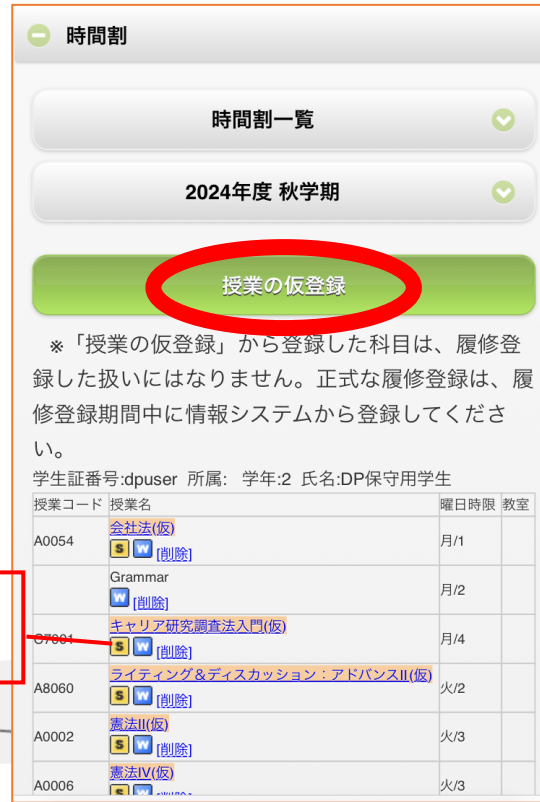 時間割
時間割一覧
2024年度 秋学期
授業の仮登録
※「授業の仮登録」から登録した科目は、履修登
録した扱いにはなりません。正式な履修登録は、履
修登録期間中に情報システムから登録してくださ
い。
学生証番号:dpuser 所属: 学年:2 氏名:DP保守用学生
授業コード 授業名 曜日時限 教室
A0054 会社法(仮) 月/1
S W [削除]
Grammar 月/2
W [削除]
キャリア研究調査法入門(仮) 月/4
S W [削除]
A8060 ライティング&ディスカッション：アドバンスII(仮) 火/2
S W [削除]
A0002 憲法II(仮) 火/3
S W [削除]
A0006 憲法IV(仮) 火/3
S W